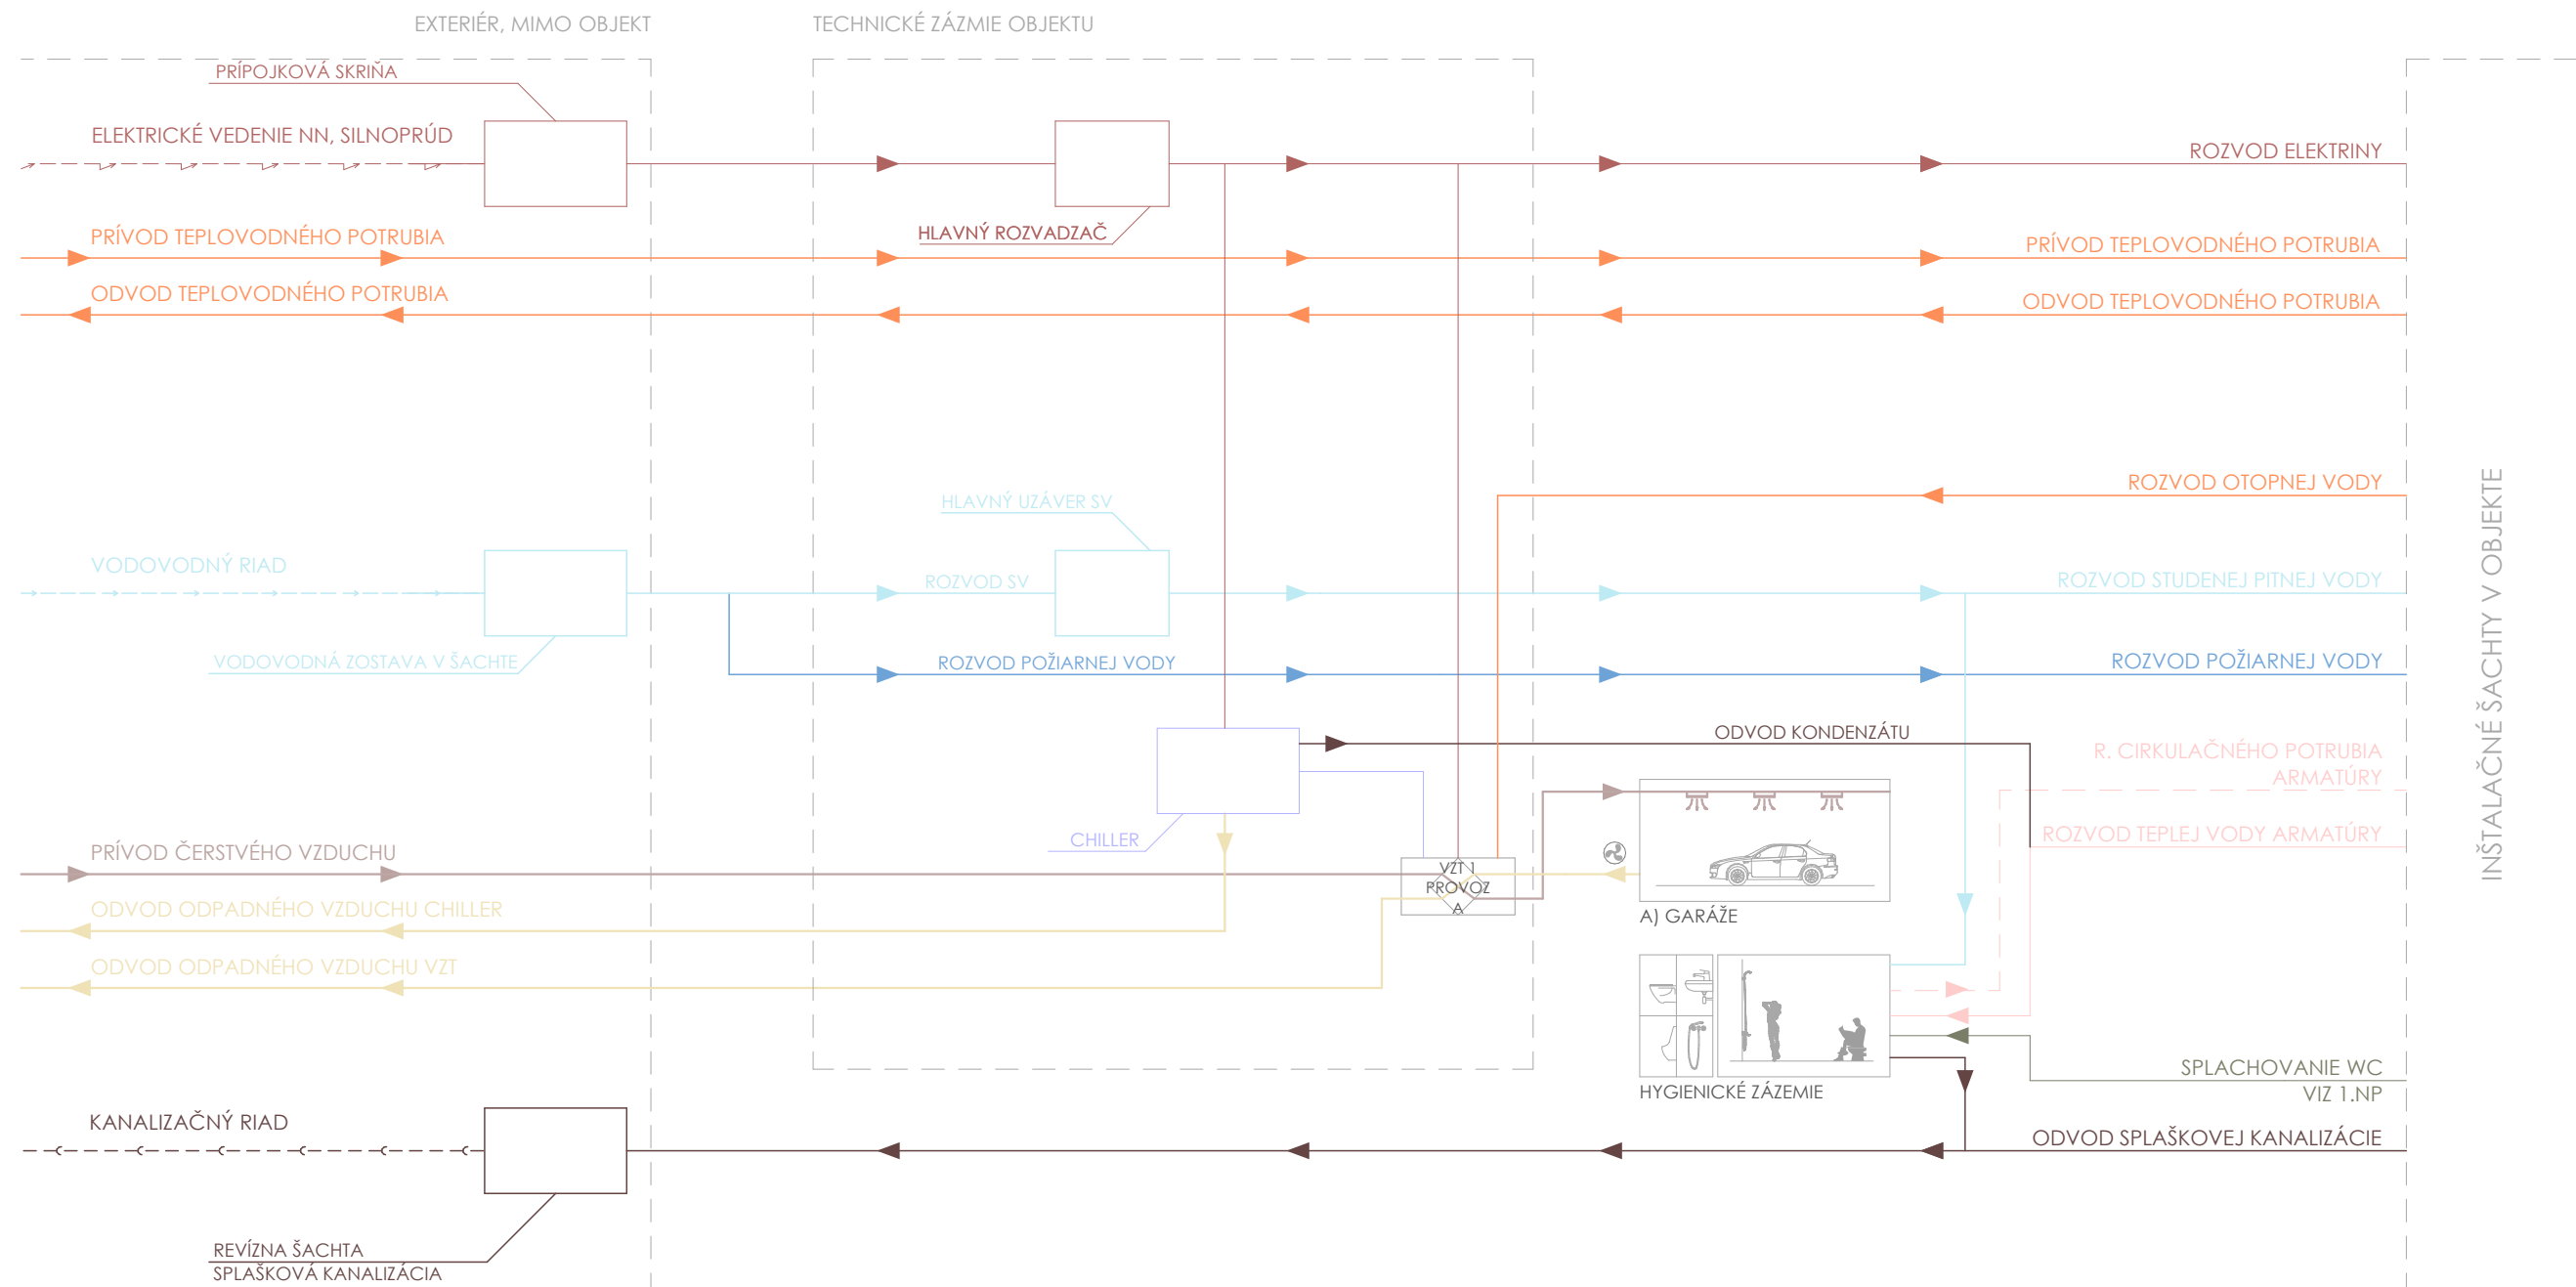 EXTERIÉR, MIMO OBJEKT
TECHNICKÉ ZÁZMIE OBJEKTU
PRÍPOJKOVÁ SKRIŇA
ELEKTRICKÉ VEDENIE NN, SILNOPRÚD
ROZVOD ELEKTRINY
HLAVNÝ ROZVADZAČ
PRÍVOD TEPLOVODNÉHO POTRUBIA
PRÍVOD TEPLOVODNÉHO POTRUBIA
ODVOD TEPLOVODNÉHO POTRUBIA
ODVOD TEPLOVODNÉHO POTRUBIA
ROZVOD OTOPNEJ VODY
HLAVNÝ UZÁVER SV
VODOVODNÝ RIAD
ROZVOD SV
ROZVOD STUDENEJ PITNEJ VODY
VODOVODNÁ ZOSTAVA V ŠACHTE
ROZVOD POŽIARNEJ VODY
ROZVOD POŽIARNEJ VODY
INŠTALAČNÉ ŠACHTY V OBJEKTE
ODVOD KONDENZÁTU
R. CIRKULAČNÉHO POTRUBIA
ARMATÚRY
CHILLER
ROZVOD TEPLEJ VODY ARMATÚRY
PRÍVOD ČERSTVÉHO VZDUCHU
VZT 1
PROVOZ
A
ODVOD ODPADNÉHO VZDUCHU CHILLER
A) GARÁŽE
ODVOD ODPADNÉHO VZDUCHU VZT
SPLACHOVANIE WC
VIZ 1.NP
HYGIENICKÉ ZÁZEMIE
KANALIZAČNÝ RIAD
ODVOD SPLAŠKOVEJ KANALIZÁCIE
REVÍZNA ŠACHTA
SPLAŠKOVÁ KANALIZÁCIA